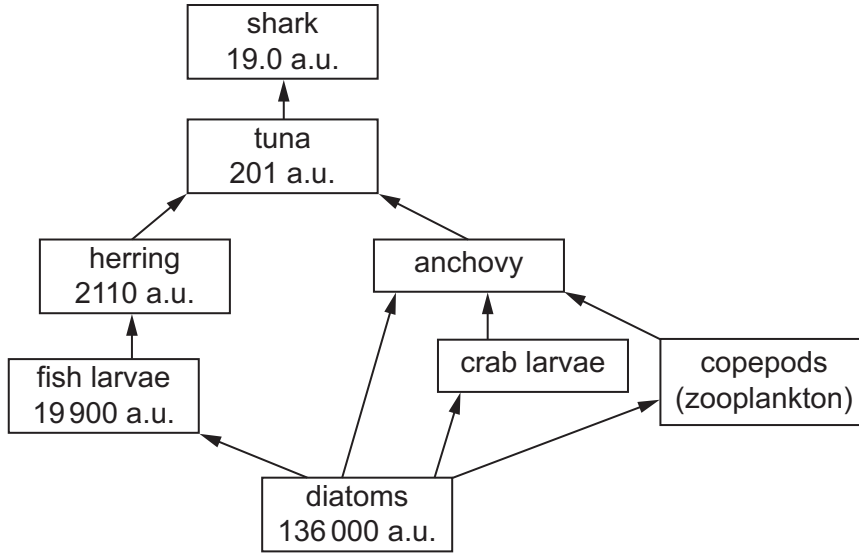 shark
19.0 a.u.
tuna
201 a.u.
herring
2110 a.u.
anchovy
fish larvae
19 900 a.u.
crab larvae
copepods
(zooplankton)
diatoms
136 000 a.u.